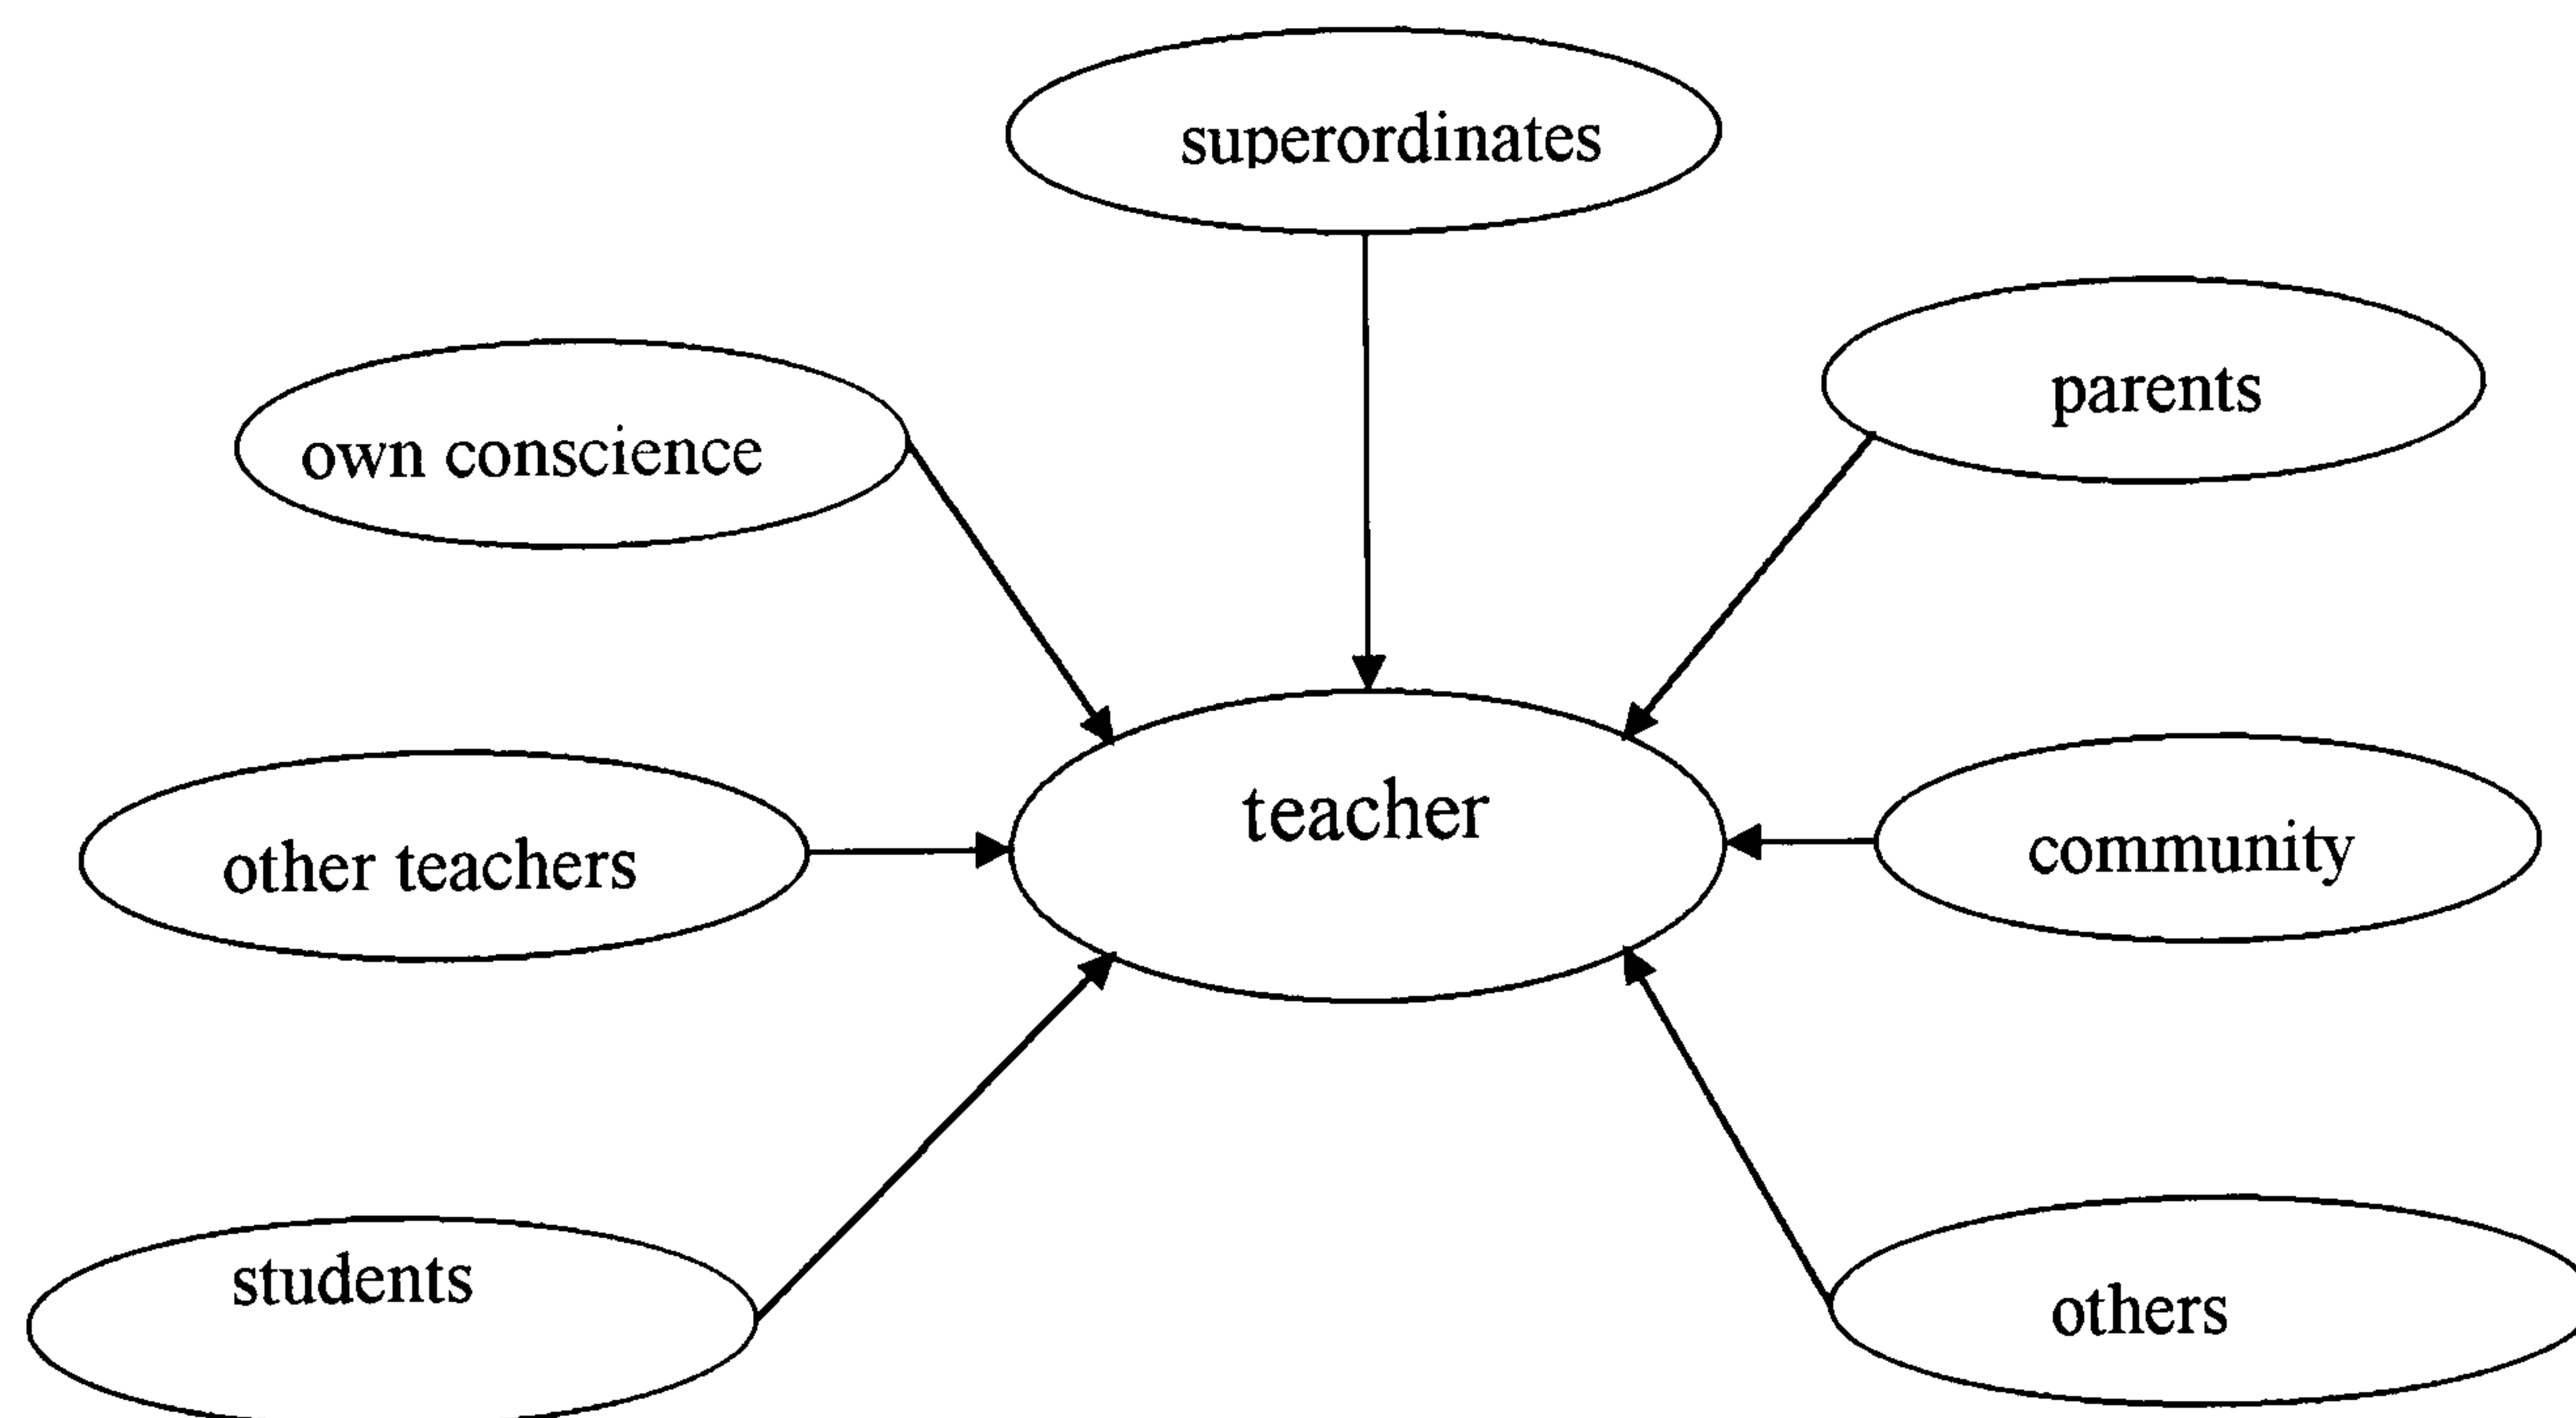 superordinates
parents
own conscience
teacher
other teachers
community
students
others